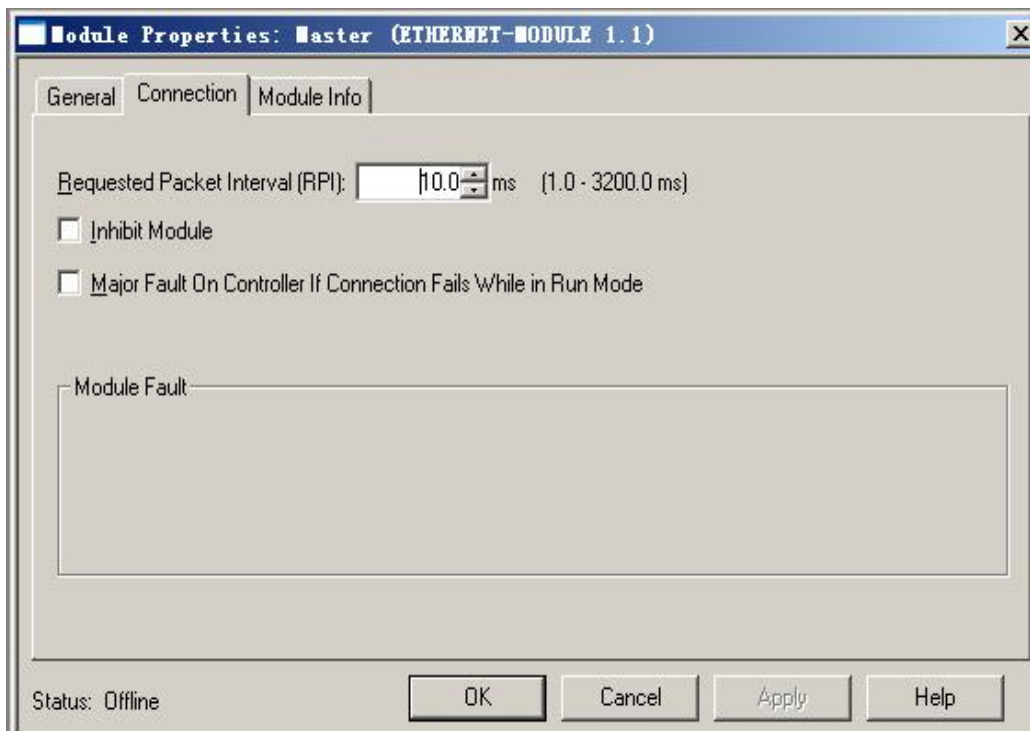 Module Properties: Master (ETHERNET-MODULE 1.1)
General Connection Module Info
Requested Packet Interval (RPI): 10.0 ms (1.0 - 3200.0 ms)
Inhibit Module
Major Fault On Controller If Connection Fails While in Run Mode
Module Fault
Status: Offline OK Cancel Apply Help